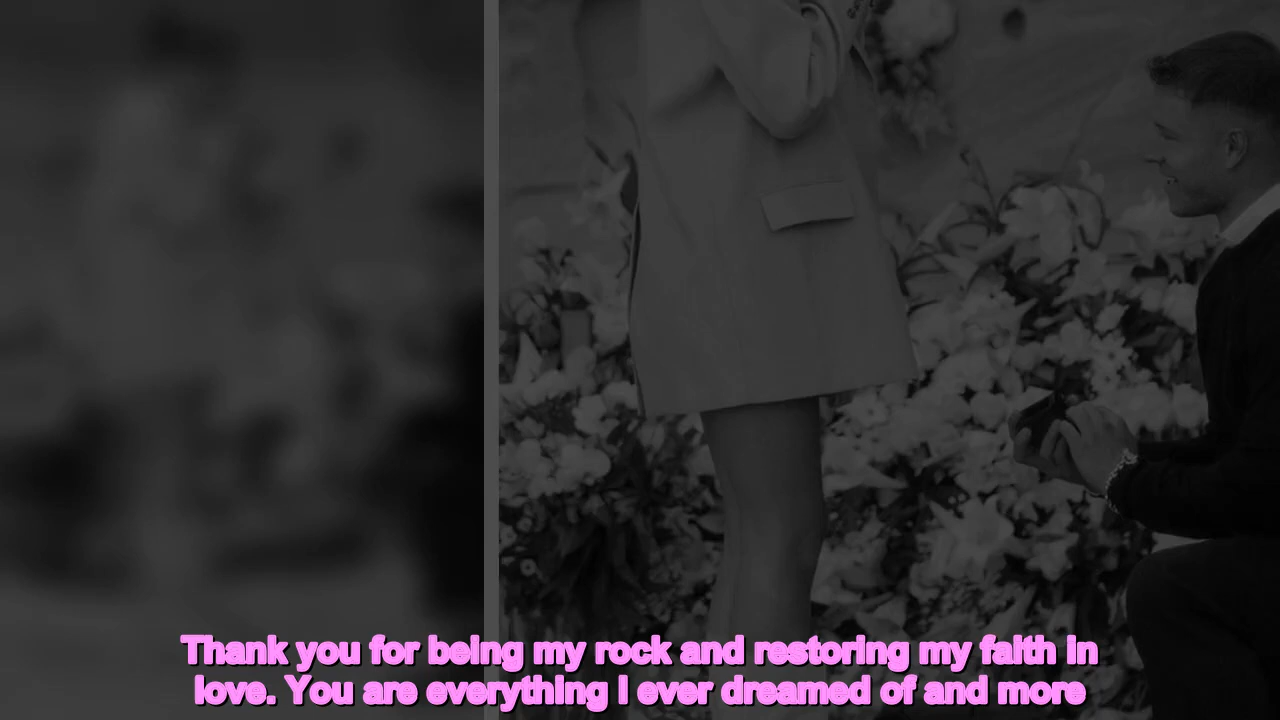 Thank you for being my rock and restoring my faith in
love. You are everything I ever dreamed of and more